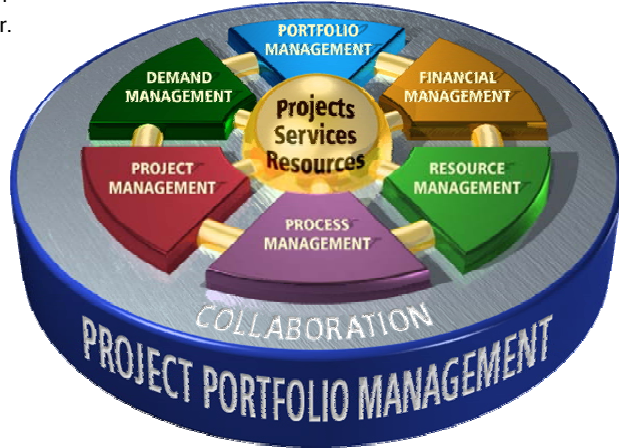 r.
PORTFOLIO
MANAGEMENT
DEMAND
MANAGEMENT
FINANCIAL
MANAGEMENT
Projects
Services
Resources
PROJECT
MANAGEMENT
RESOURCE
MANAGEMENT
PROCESS
MANAGEMENT
COLLABORATION
PROJECT PORTFOLIO MANAGEMENT